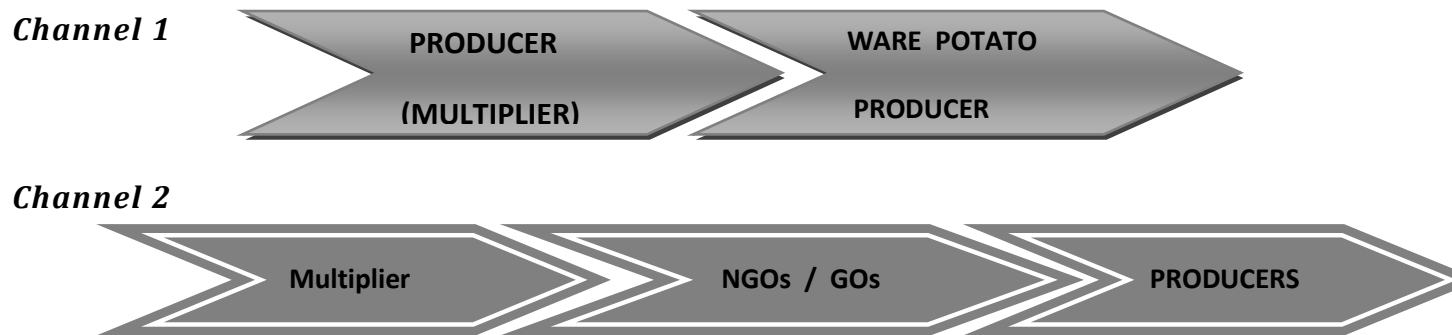 Channel 1
PRODUCER
(MULTIPLIER)
WARE POTATO
PRODUCER
Channel 2
Multiplier
NGOs / GOs
PRODUCERS